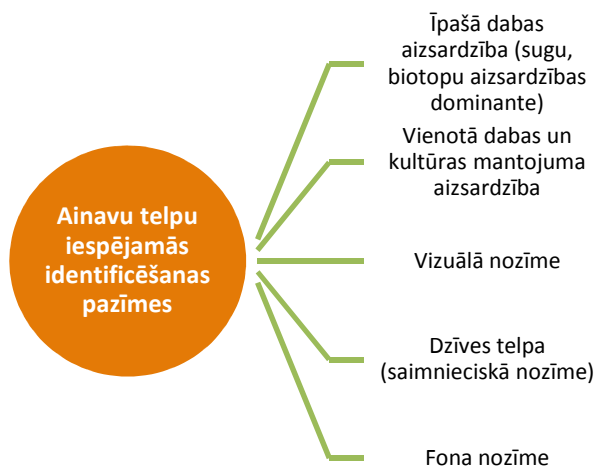 Īpašā dabas
aizsardzība (sugu,
biotopu aizsardzības
dominante)
Vienotā dabas un
kultūras mantojuma
aizsardzība
Ainavu telpu
iespējamās
identificēšanas
pazīmes
Vizuālā nozīme
Dzīves telpa
(saimnieciskā nozīme)
Fona nozīme